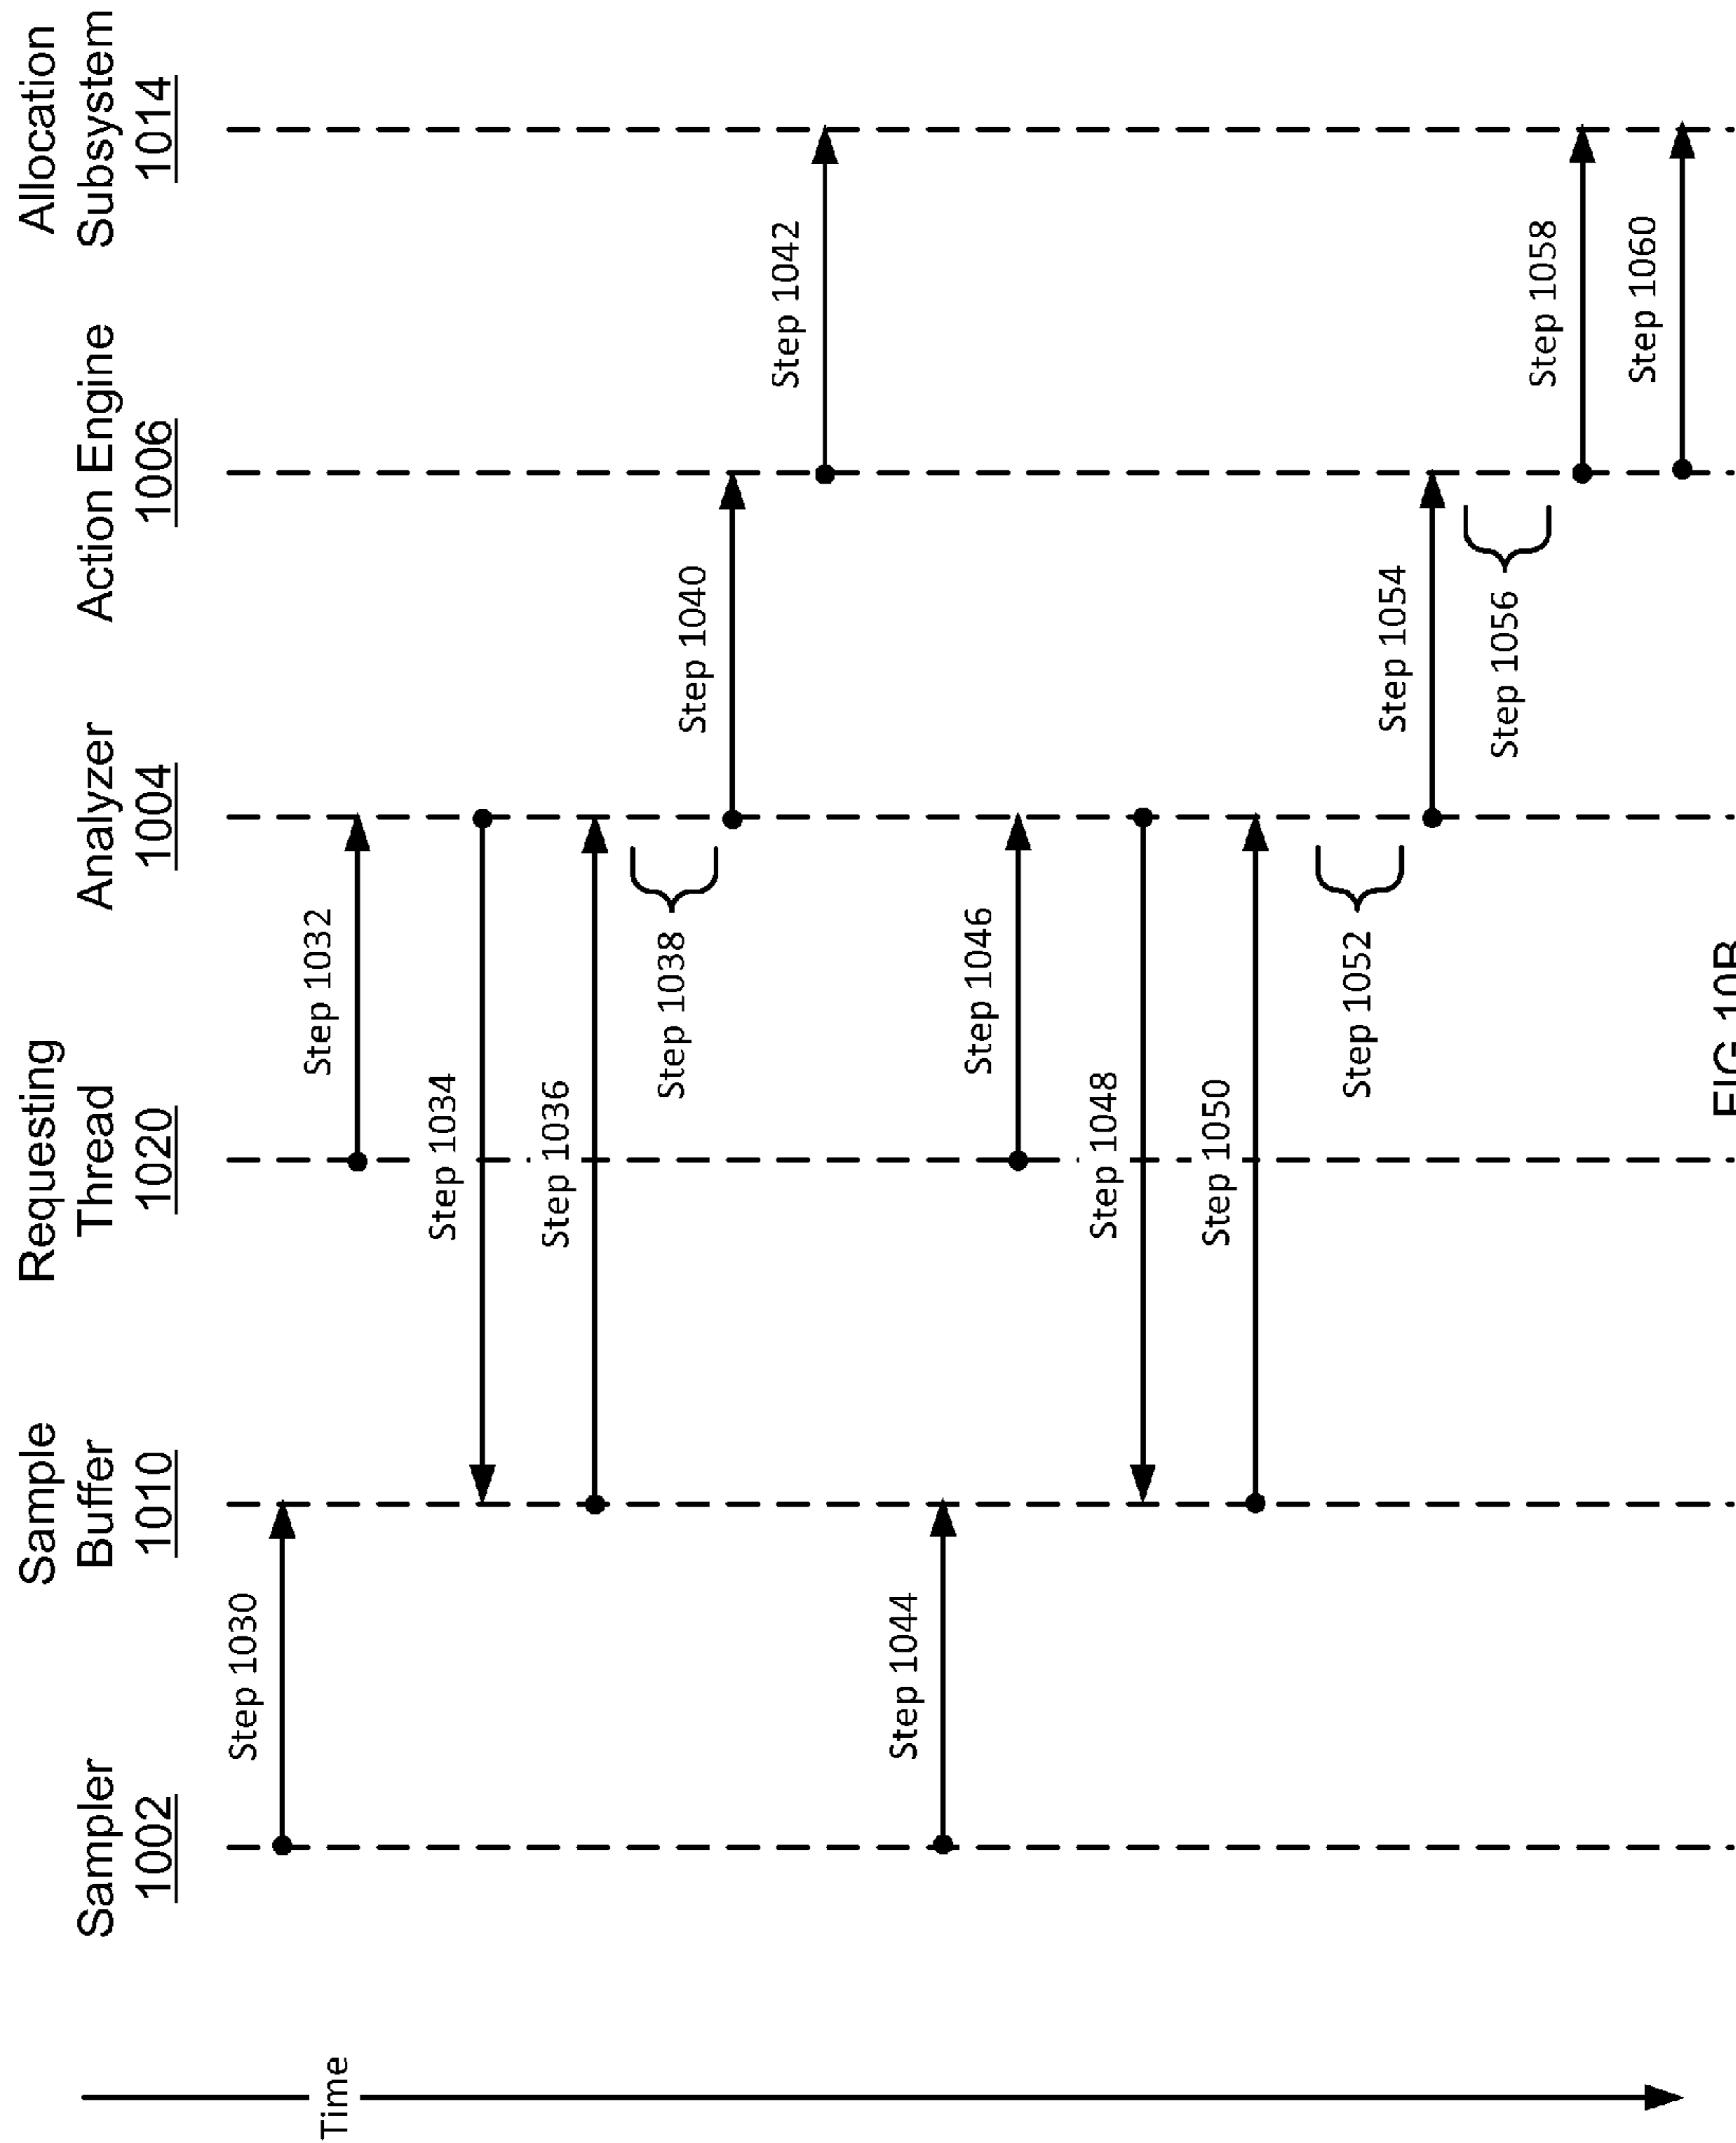 Sampler
1002
Sample
Buffer
1010
Requesting
Thread
1020
Analyzer
1004
Action Engine
1006
Allocation
Subsystem
1014
Time
Step 1030
Step 1032
Step 1034
Step 1036
Step 1038
Step 1040
Step 1042
Step 1044
Step 1046
Step 1048
Step 1050
Step 1052
Step 1054
Step 1056
Step 1058
Step 1060
FIG 10B